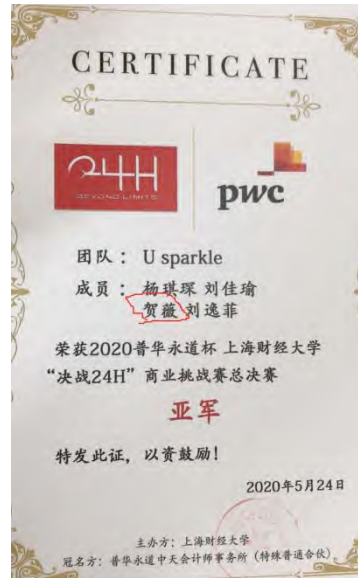 CERTIFICATE
24H
BEYOND LIMITS
pwc
团队： U sparkle
成员： 杨琪琛 刘佳瑜
贺薇 刘逸菲
荣获2020普华永道杯 上海财经大学
“决战24H”商业挑战赛总决赛
亚军
特发此证，以资鼓励！
2020年5月24日
主办方：上海财经大学
冠名方：普华永道中天会计师事务所（特殊普通合伙）